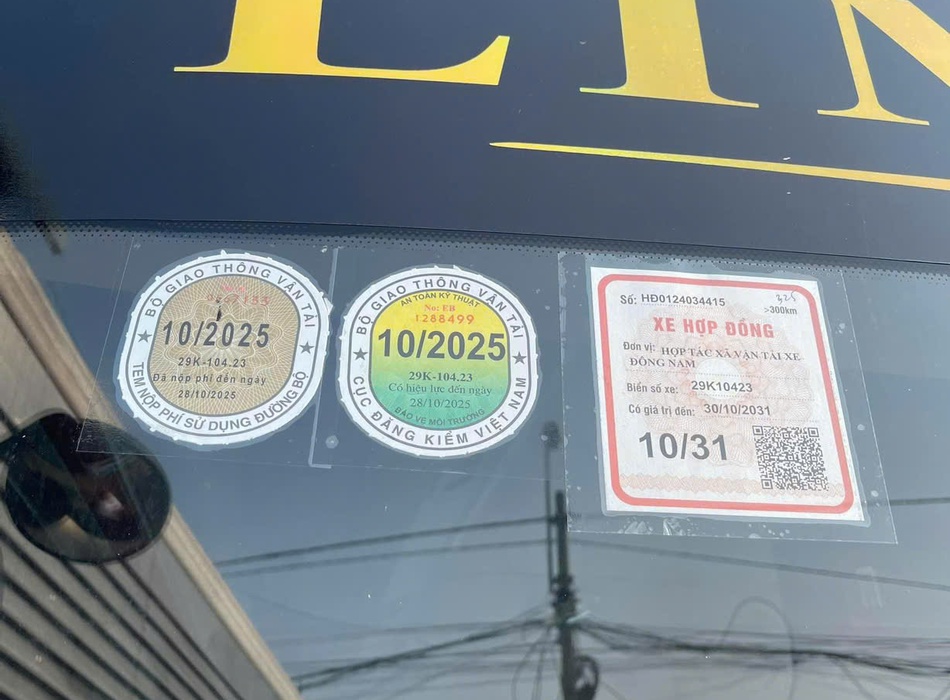 BỘ GIAO THÔNG VẬN TẢI
10/2025
29K-104.23
Đã nộp phí đến ngày
28/10/2025
TEM NỘP PHÍ SỬ DỤNG ĐƯỜNG BỘ
BỘ GIAO THÔNG VẬN TẢI
AN TOÀN KỸ THUẬT
No: EB
1288499
10/2025
29K-104.23
Có hiệu lực đến ngày
28/10/2025
BẢO VỆ MÔI TRƯỜNG
CỤC ĐĂNG KIỂM VIỆT NAM
Số: HĐ0124034415
325
>300km
XE HỢP ĐỒNG
Đơn vị: HỢP TÁC XÃ VẬN TẢI XE
ĐÔNG NAM
Biển số xe: 29K10423
Có giá trị đến: 30/10/2031
10/31